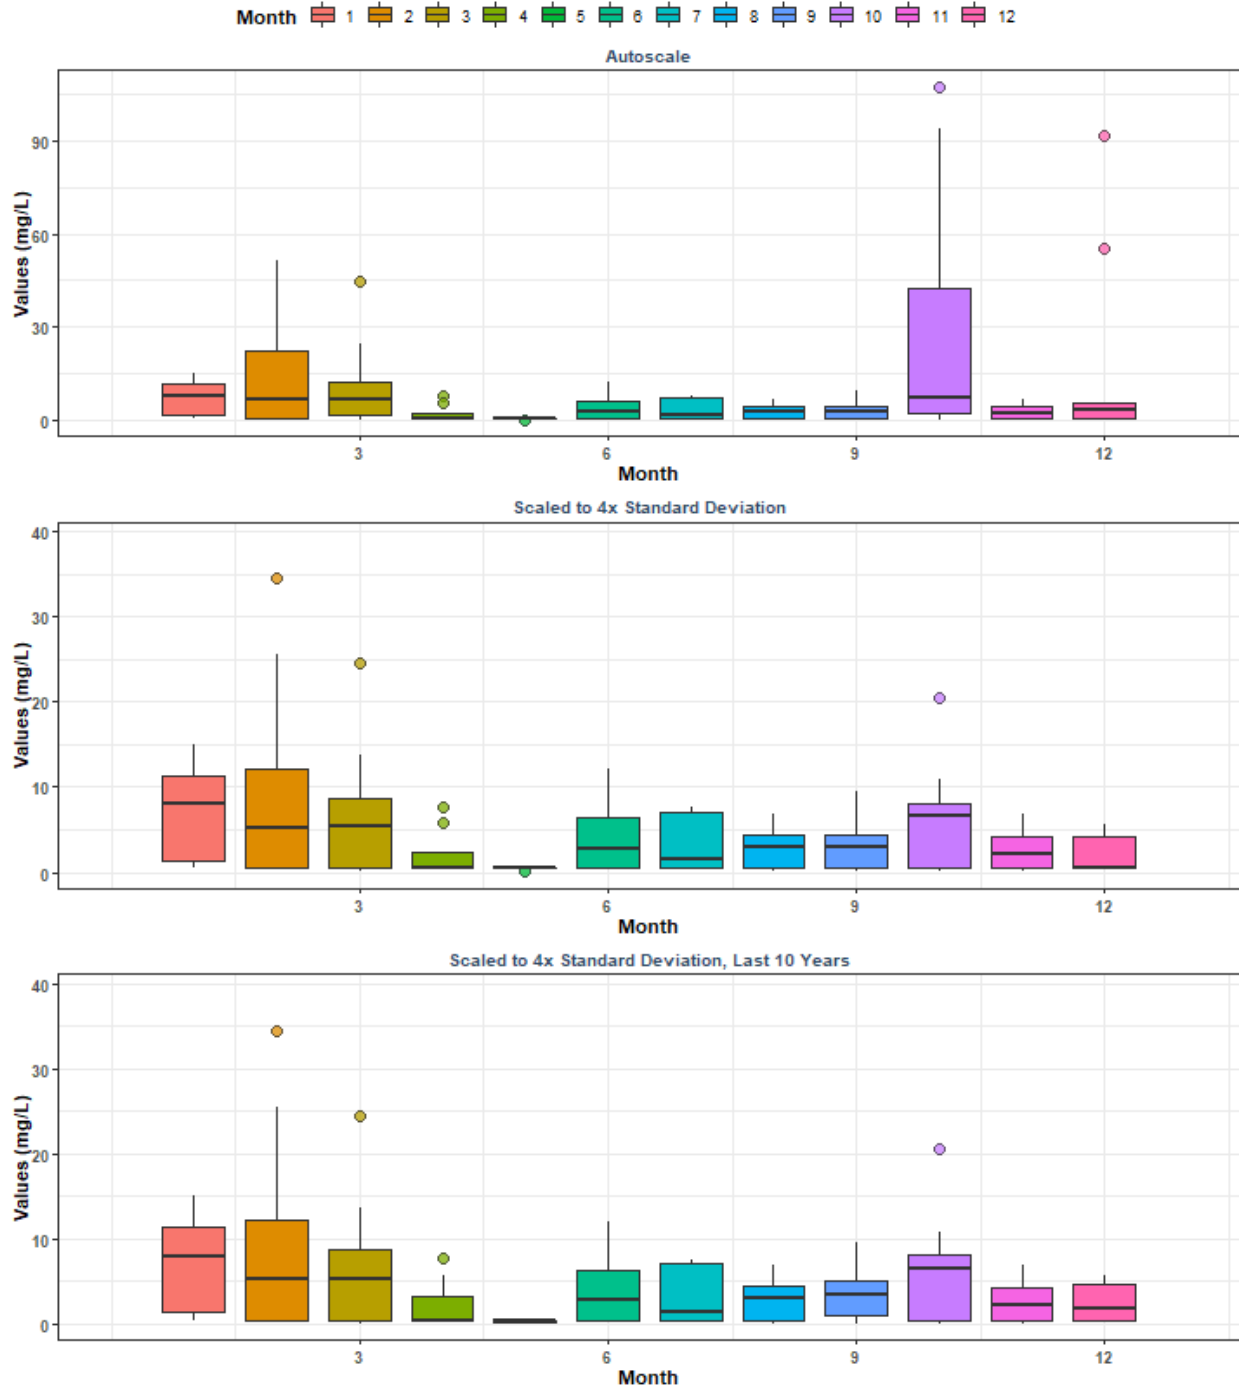 Month 1 2 3 4 5 6 7 8 9 10 11 12
Autoscale
Values (mg/L)
90
60
30
0
3 6 9 12
Month
Scaled to 4x Standard Deviation
Values (mg/L)
40
30
20
10
0
3 6 9 12
Month
Scaled to 4x Standard Deviation, Last 10 Years
Values (mg/L)
40
30
20
10
0
3 6 9 12
Month